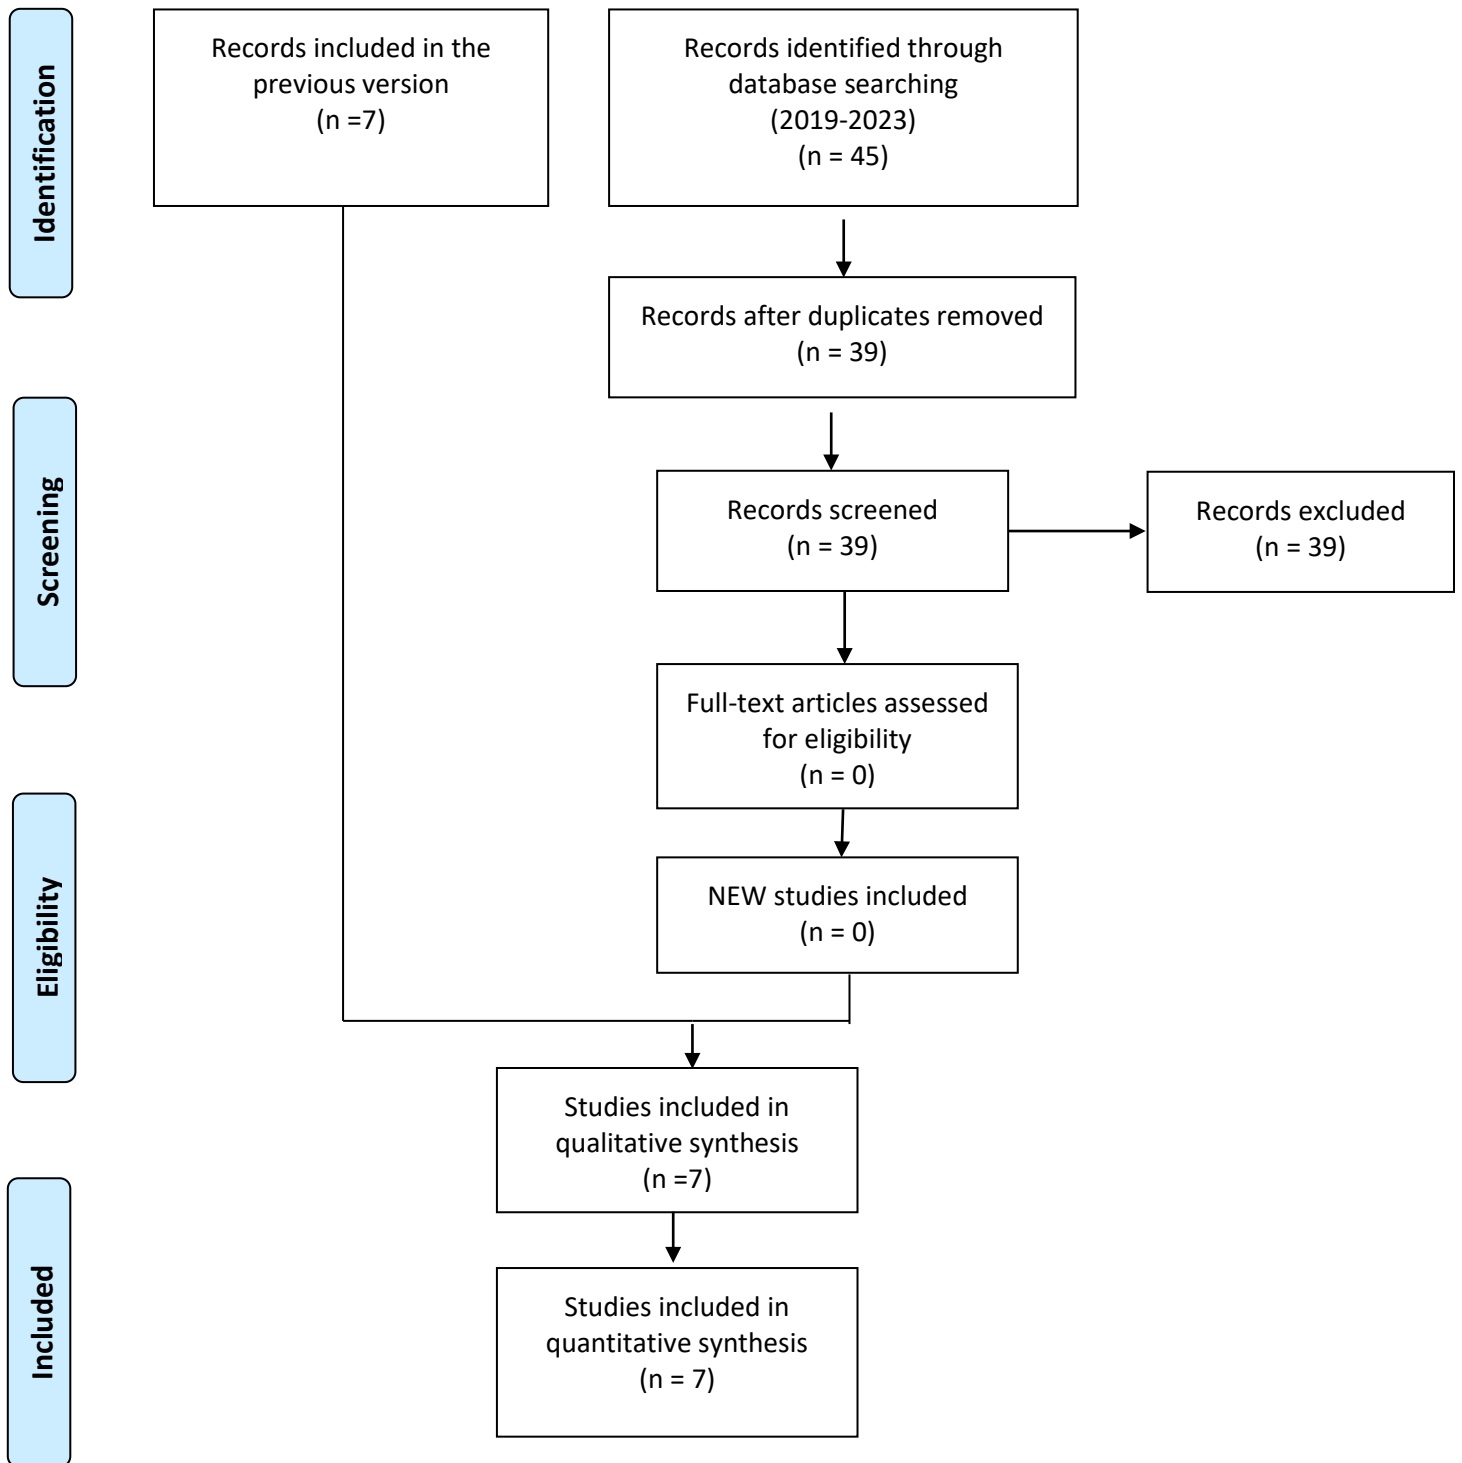 Identification
Records included in the
previous version
(n =7)
Records identified through
database searching
(2019-2023)
(n = 45)
Records after duplicates removed
(n = 39)
Screening
Records screened
(n = 39)
Records excluded
(n = 39)
Full-text articles assessed
for eligibility
(n = 0)
Eligibility
NEW studies included
(n = 0)
Studies included in
qualitative synthesis
(n =7)
Included
Studies included in
quantitative synthesis
(n = 7)